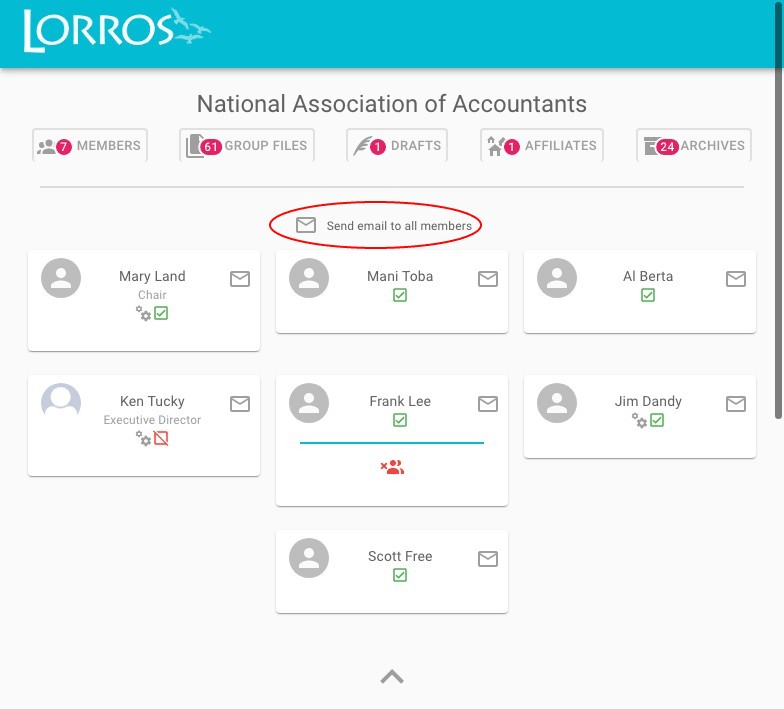 LORROS
National Association of Accountants
7 MEMBERS 61 GROUP FILES 1 DRAFTS 1 AFFILIATES 24 ARCHIVES
Send email to all members
Mary Land
Chair
Mani Toba
Al Berta
Ken Tucky
Executive Director
Frank Lee
Jim Dandy
Scott Free